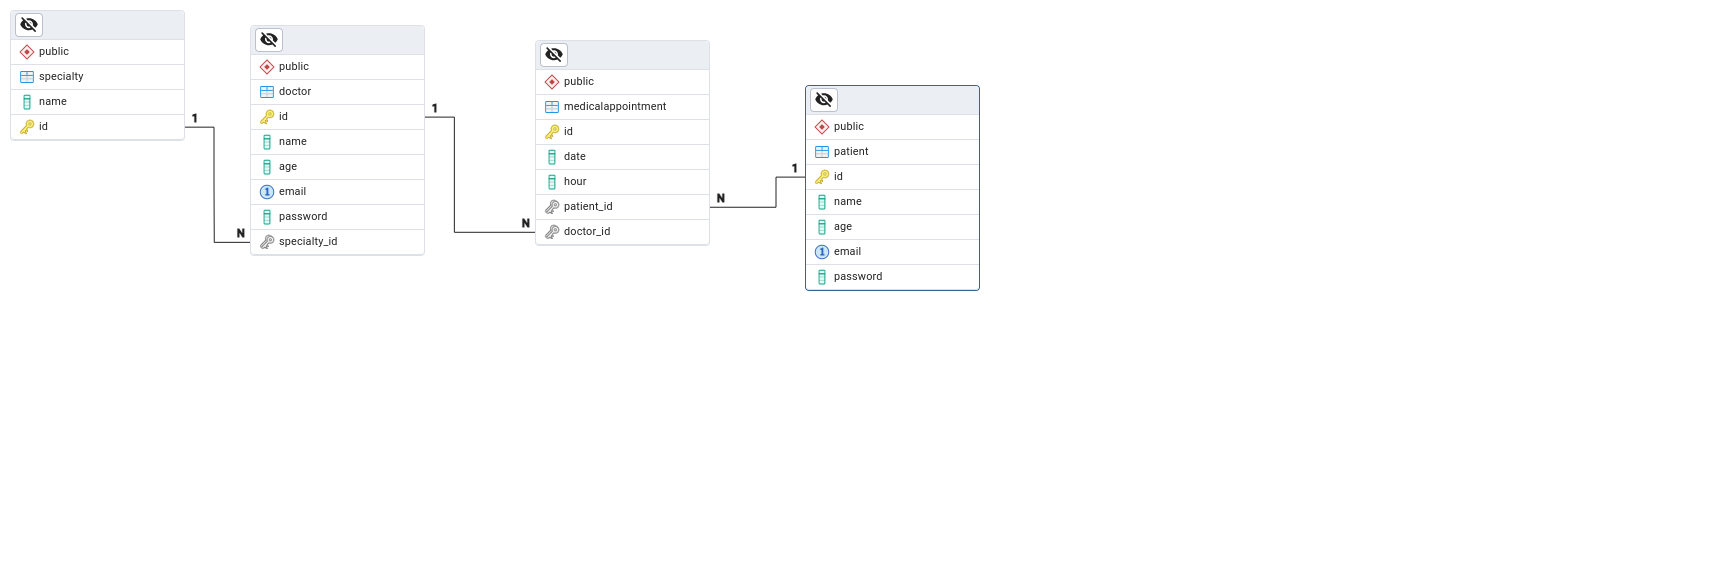 public
specialty
name
id
1
N
public
doctor
id
name
age
email
password
specialty_id
1
N
public
medicalappointment
id
date
hour
patient_id
doctor_id
N
1
public
patient
id
name
age
email
password